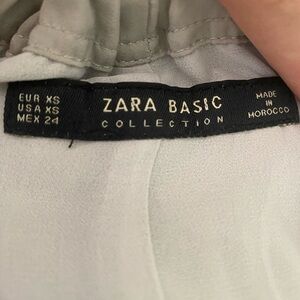 EUR XS
USA XS
MEX 24
ZARA BASIC
COLLECTION
MADE
IN
MOROCCO